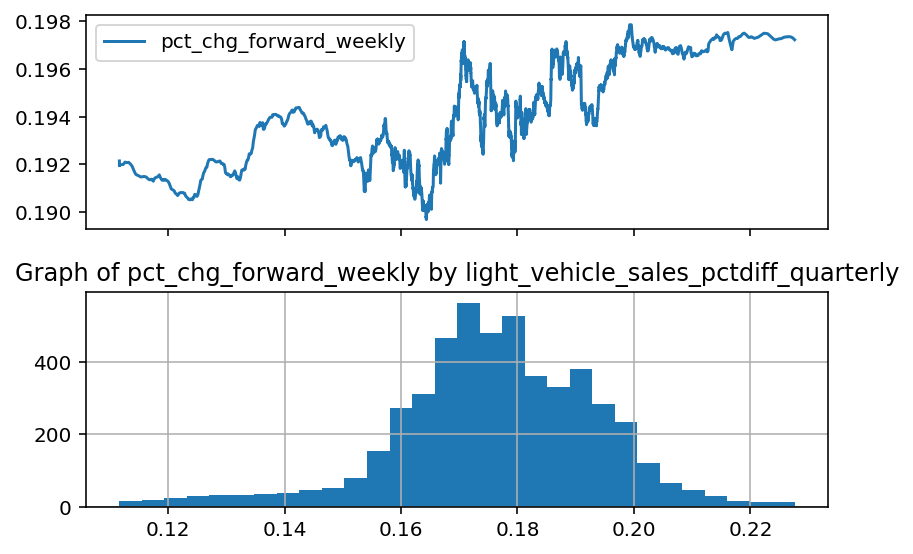 0.198
pct_chg_forward_weekly
0.196
0.194
0.192
0.190
Graph of pct_chg_forward_weekly by light_vehicle_sales_pctdiff_quarterly
400
200
0
0.12 0.14 0.16 0.18 0.20 0.22